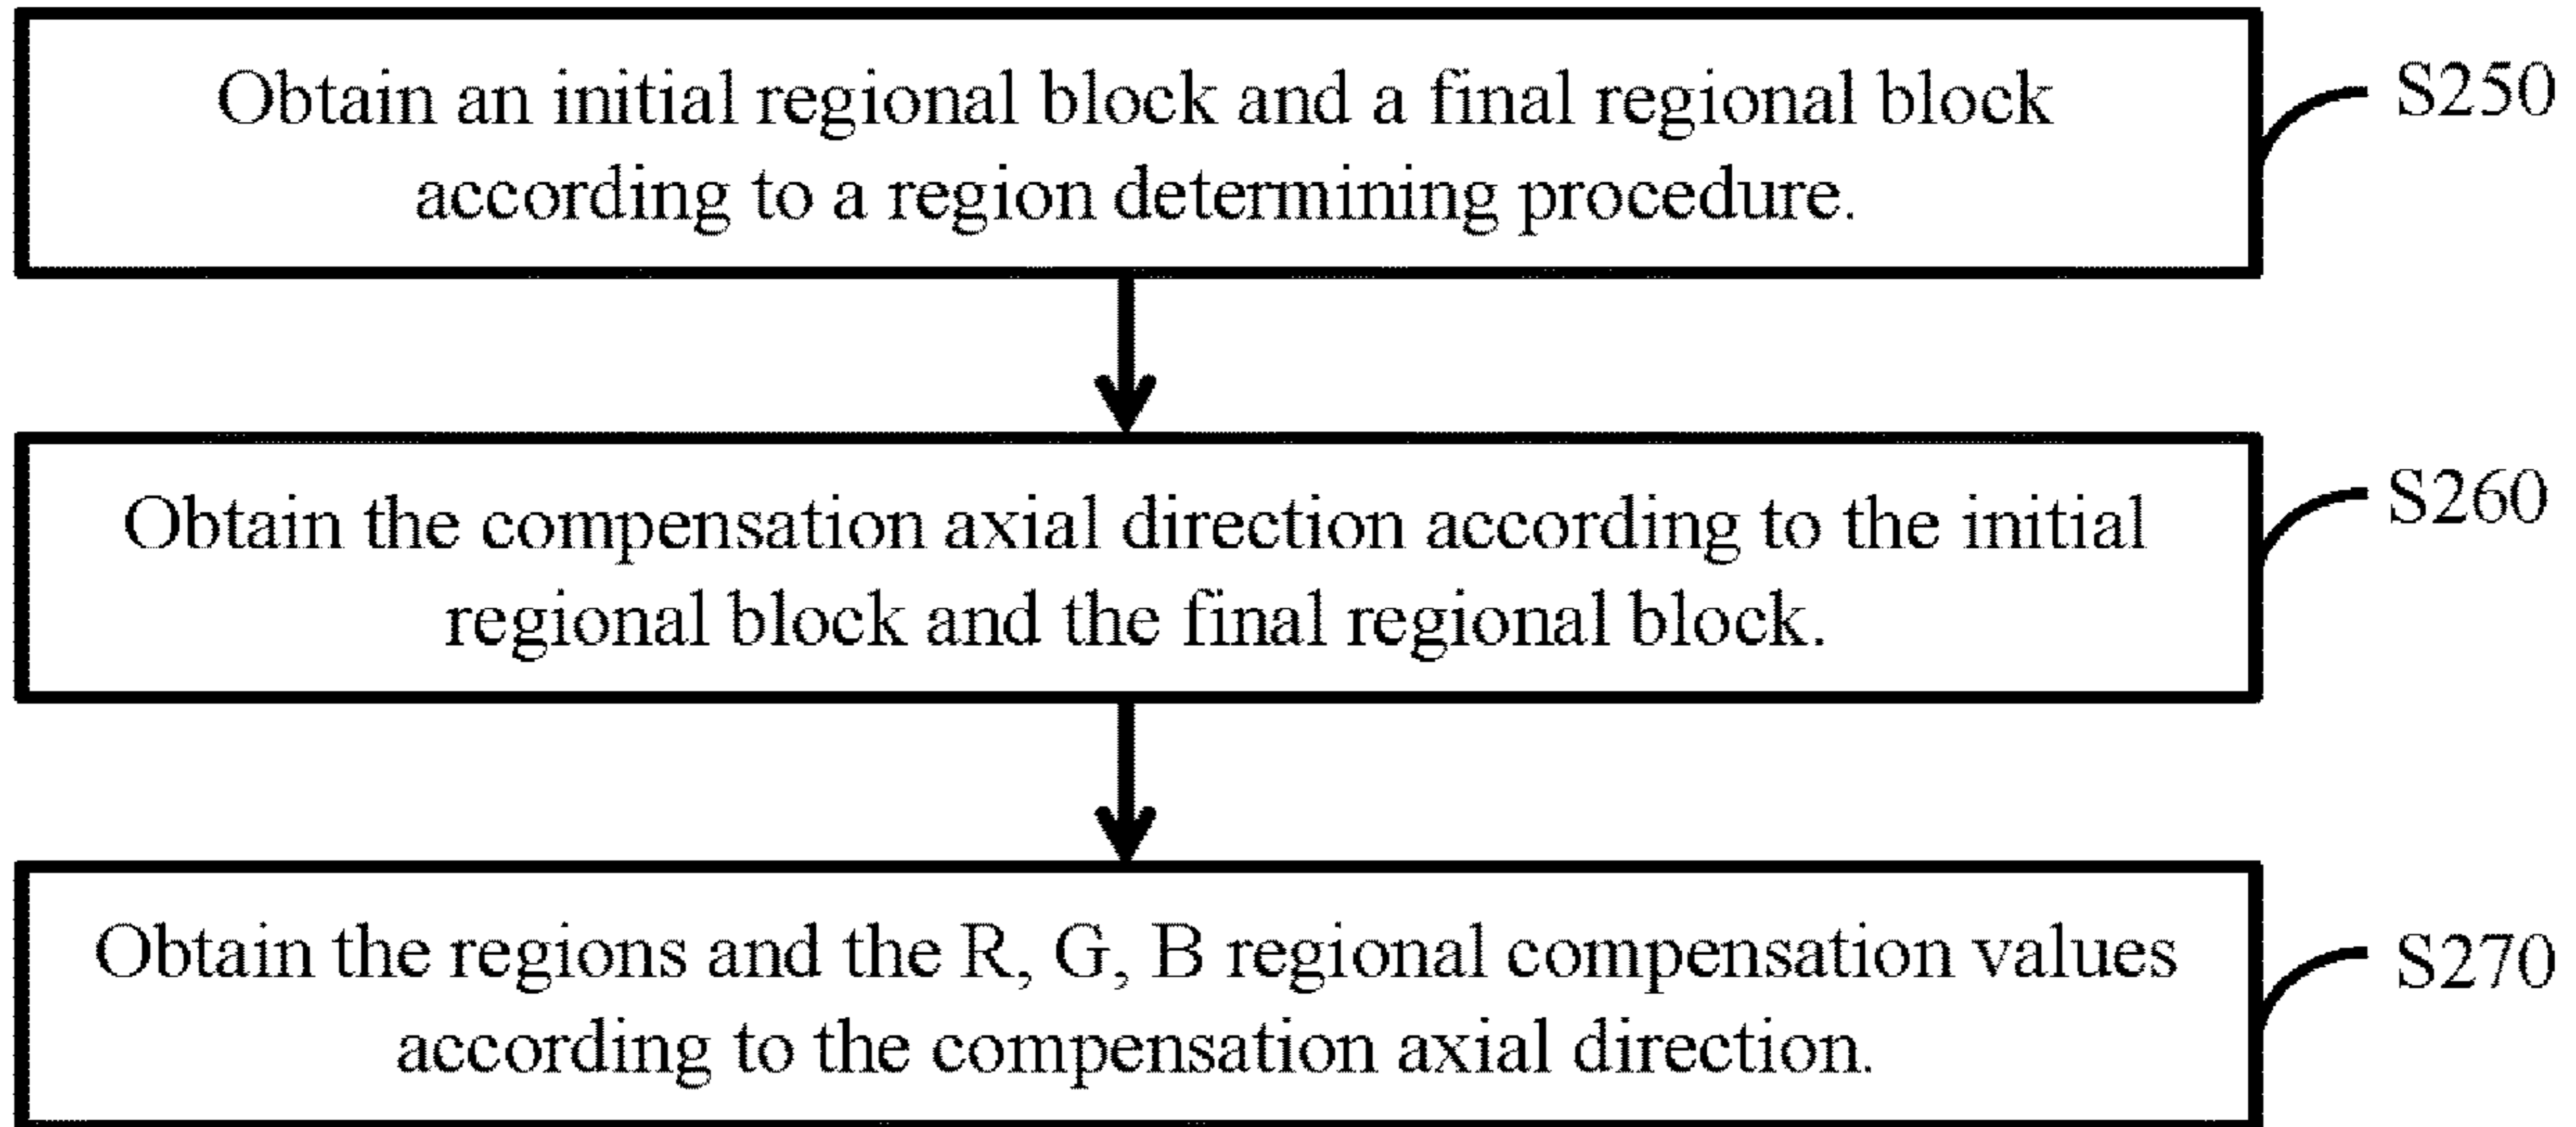 Obtain an initial regional block and a final regional block
according to a region determining procedure.
S250
Obtain the compensation axial direction according to the initial
regional block and the final regional block.
S260
Obtain the regions and the R, G, B regional compensation values
according to the compensation axial direction.
S270